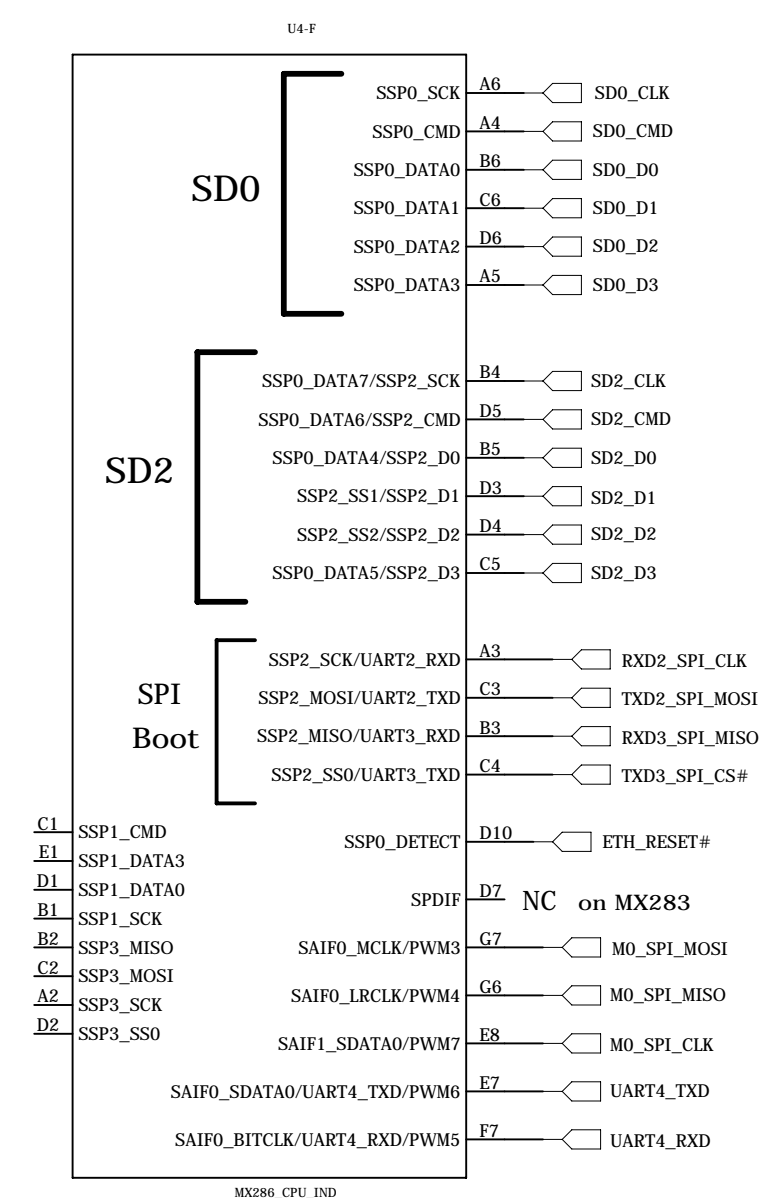 U4-F
SSP0_SCK A6 SD0_CLK
SSP0_CMD A4 SD0_CMD
SSP0_DATA0 B6 SD0_D0
SD0
SSP0_DATA1 C6 SD0_D1
SSP0_DATA2 D6 SD0_D2
SSP0_DATA3 A5 SD0_D3
SSP0_DATA7/SSP2_SCK B4 SD2_CLK
SSP0_DATA6/SSP2_CMD D5 SD2_CMD
SSP0_DATA4/SSP2_D0 B5 SD2_D0
SD2
SSP2_SS1/SSP2_D1 D3 SD2_D1
SSP2_SS2/SSP2_D2 D4 SD2_D2
SSP0_DATA5/SSP2_D3 C5 SD2_D3
SSP2_SCK/UART2_RXD A3 RXD2_SPI_CLK
SPI
SSP2_MOSI/UART2_TXD C3 TXD2_SPI_MOSI
Boot
SSP2_MISO/UART3_RXD B3 RXD3_SPI_MISO
SSP2_SS0/UART3_TXD C4 TXD3_SPI_CS#
C1 SSP1_CMD
SSP0_DETECT D10 ETH_RESET#
E1 SSP1_DATA3
D1 SSP1_DATA0
SPDIF D7 NC on MX283
B1 SSP1_SCK
B2 SSP3_MISO
SAIF0_MCLK/PWM3 G7 M0_SPI_MOSI
C2 SSP3_MOSI
SAIF0_LRCLK/PWM4 G6 M0_SPI_MISO
A2 SSP3_SCK
D2 SSP3_SS0
SAIF1_SDATA0/PWM7 E8 M0_SPI_CLK
SAIF0_SDATA0/UART4_TXD/PWM6 E7 UART4_TXD
SAIF0_BITCLK/UART4_RXD/PWM5 F7 UART4_RXD
MX286_CPU_IND